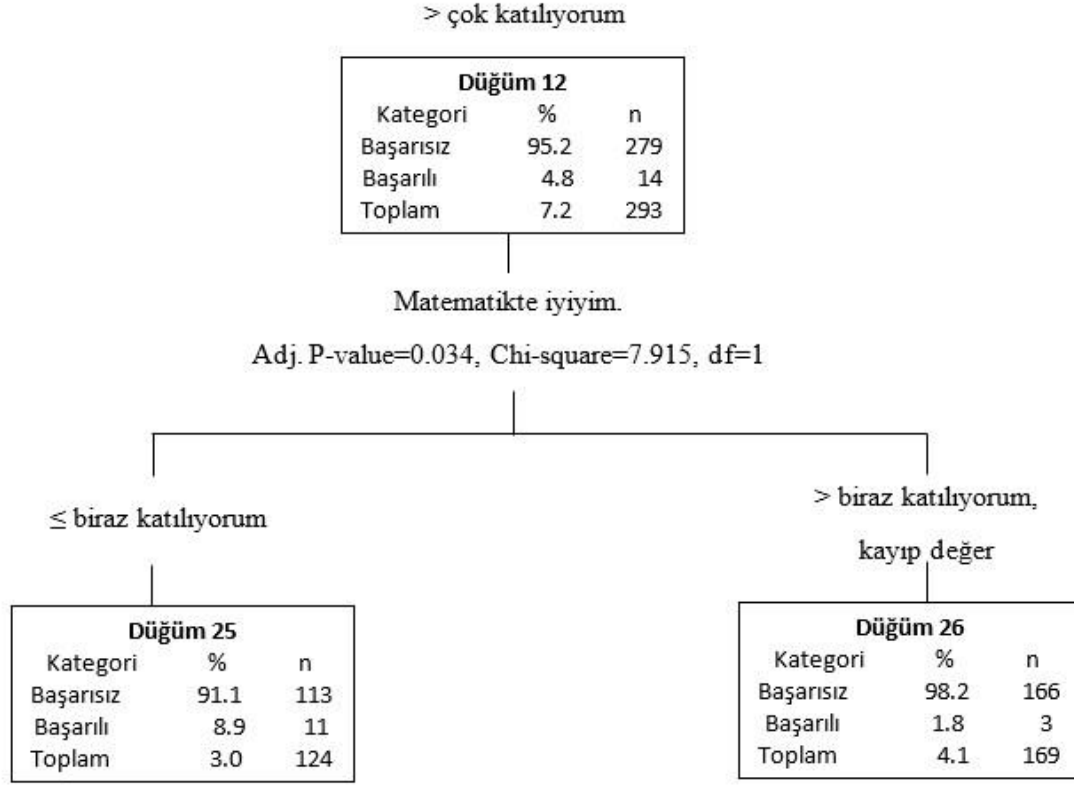 > çok katılıyorum
Düğüm 12
Kategori % n
Başarısız 95.2 279
Başarılı 4.8 14
Toplam 7.2 293
Matematikte iyiyim.
Adj. P-value=0.034, Chi-square=7.915, df=1
≤ biraz katılıyorum
> biraz katılıyorum,
kayıp değer
Düğüm 25
Kategori % n
Başarısız 91.1 113
Başarılı 8.9 11
Toplam 3.0 124
Düğüm 26
Kategori % n
Başarısız 98.2 166
Başarılı 1.8 3
Toplam 4.1 169